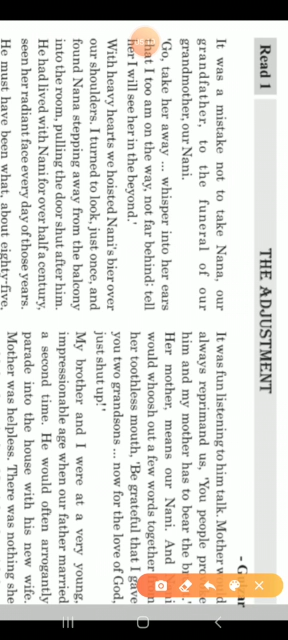 Read 1
THE ADJUSTMENT
It was a mistake not to take Nana, our
grandfather, to the funeral of our
grandmother, our Nani.
'Go, take her away ... whisper into her ears
that I too am on the way, not far behind; tell
her I will see her in the beyond.'
With heavy hearts we hoisted Nani's bier over
our shoulders. I turned to look, just once, and
found Nani stepping away from the balcony
into the room, pulling the door shut after him.
He had lived with Nani for over half a century,
seen her radiant face every day of those years.
He must have been what, about eighty-five,
It was fun listening to him talk. Mother
always reprimand us, 'You people
him and my mother has to bear the
Her mother, means our Nani. And
would whoosh out a few words together
her toothless mouth, 'Be grateful that I gave
you two grandsons ... now for the love of God,
just shut up!'
My brother and I were at a very young,
impressionable age when our father married
a second time. He would often arrogantly
parade into the house with his new wife.
Mother was helpless. There was nothing she